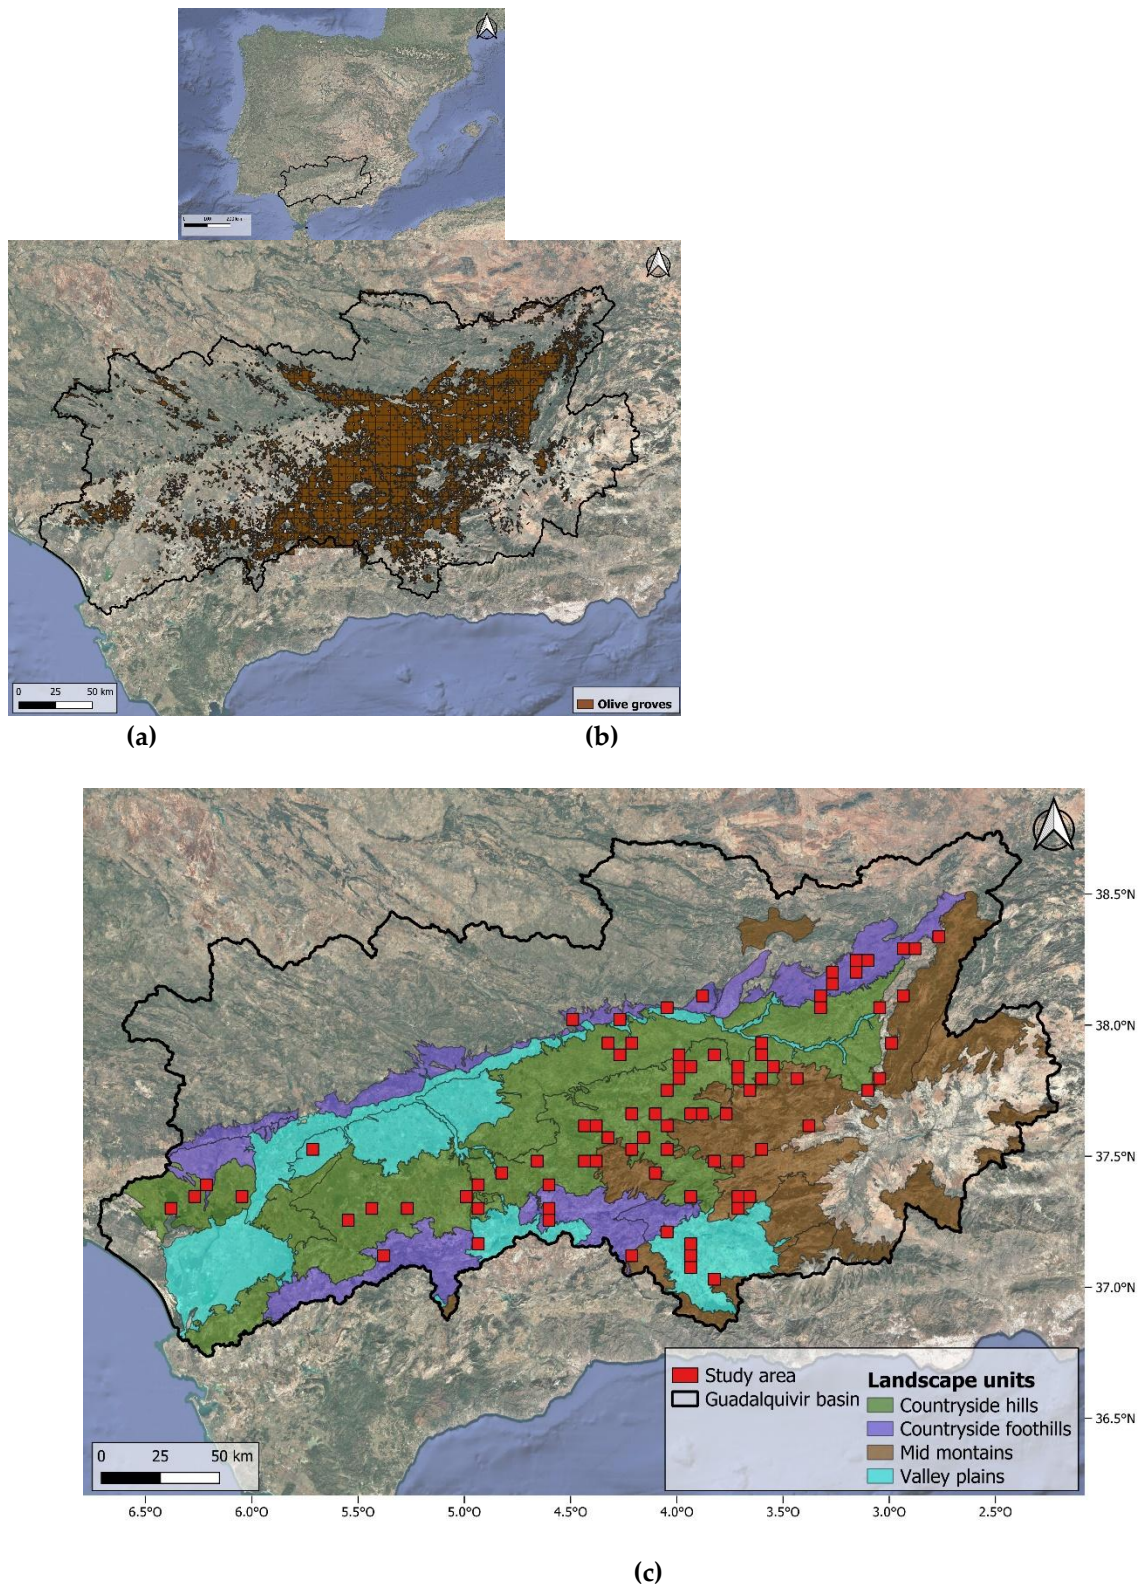 0 25 50 km
Olive groves
(a) (b)
38.5°N
38.0°N
37.5°N
37.0°N
36.5°N
Study area
Guadalquivir basin
Landscape units
Countryside hills
Countryside foothills
Mid montains
Valley plains
0 25 50 km
6.5°O 6.0°O 5.5°O 5.0°O 4.5°O 4.0°O 3.5°O 3.0°O 2.5°O
(c)